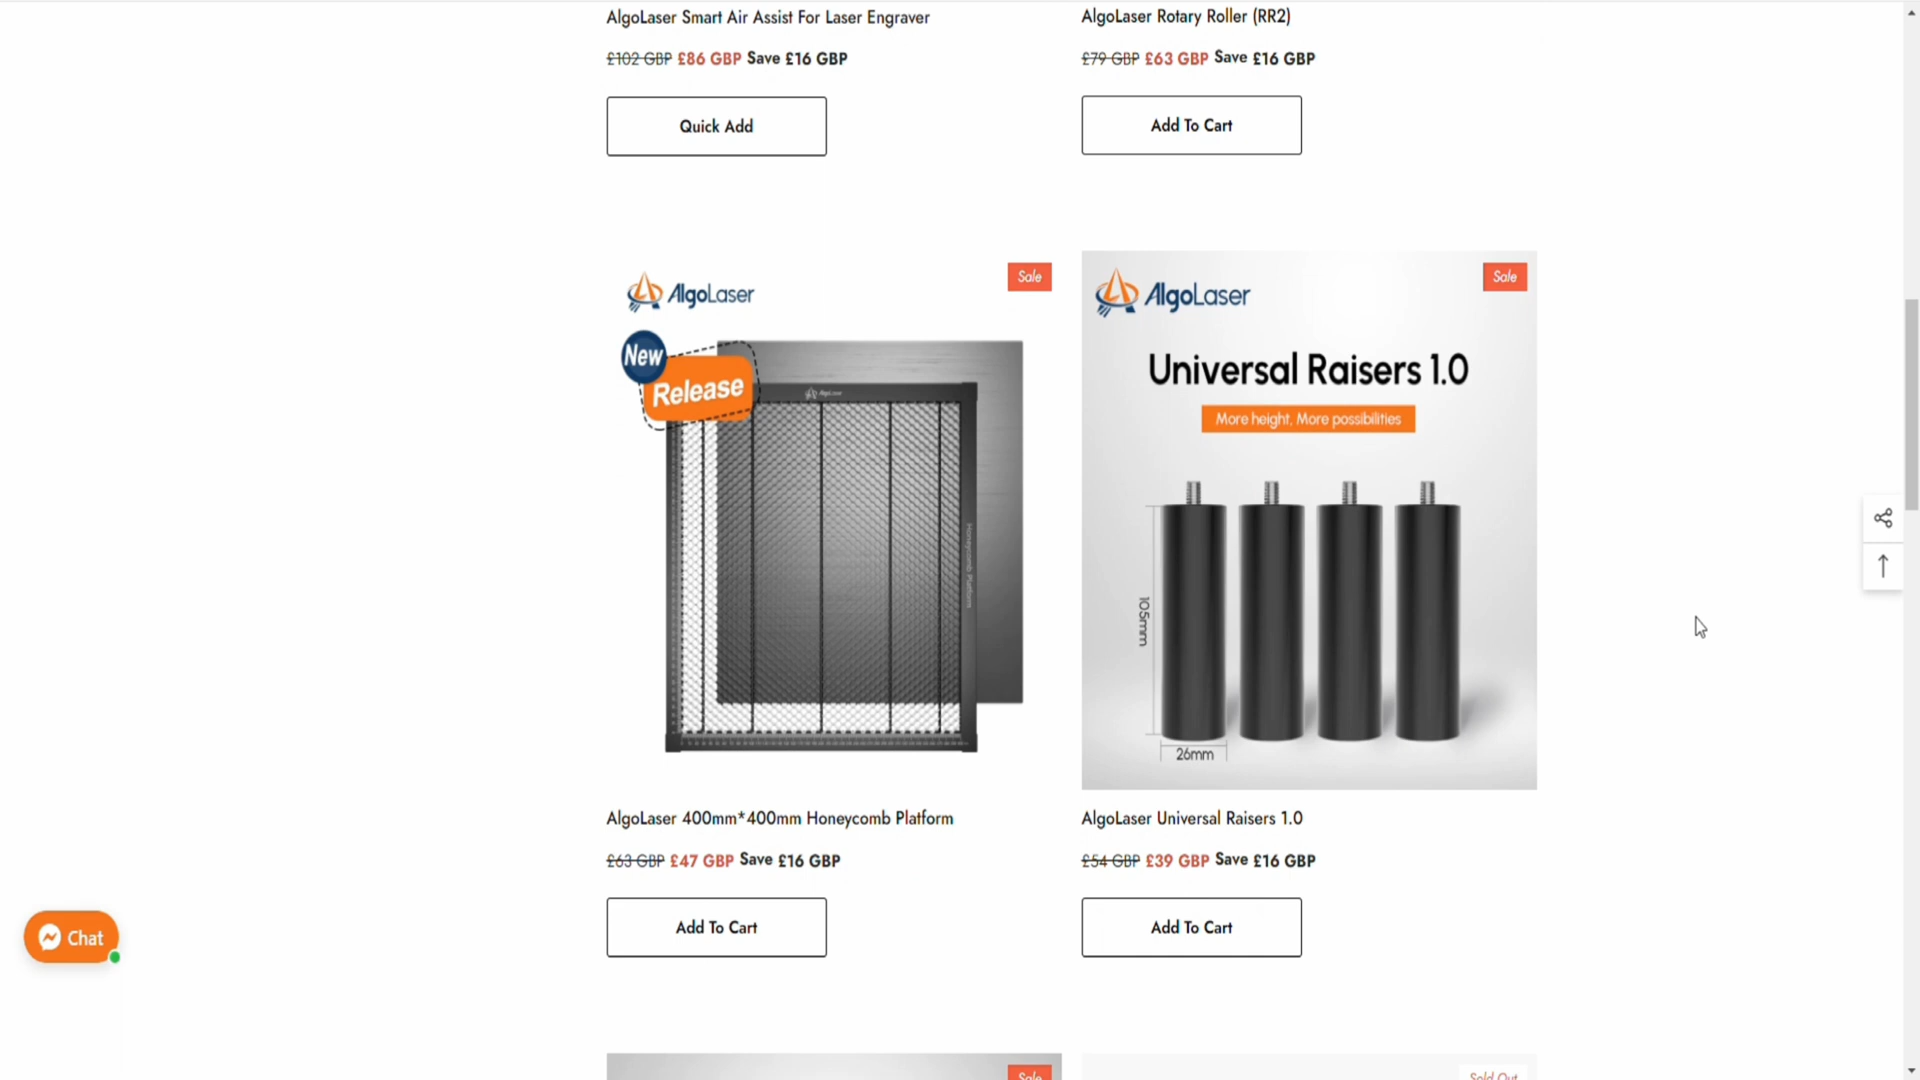 AlgoLaser Smart Air Assist For Laser Engraver
£102 GBP £86 GBP Save £16 GBP
Quick Add
AlgoLaser Rotary Roller (RR2)
£79 GBP £63 GBP Save £16 GBP
Add To Cart
AlgoLaser
Sale
New
Release
AlgoLaser
Honeycomb Platform
AlgoLaser 400mm*400mm Honeycomb Platform
£63 GBP £47 GBP Save £16 GBP
Add To Cart
AlgoLaser
Sale
Universal Raisers 1.0
More height, More possibilities
105mm
26mm
AlgoLaser Universal Raisers 1.0
£54 GBP £39 GBP Save £16 GBP
Add To Cart
Chat
Sale
Sold Out